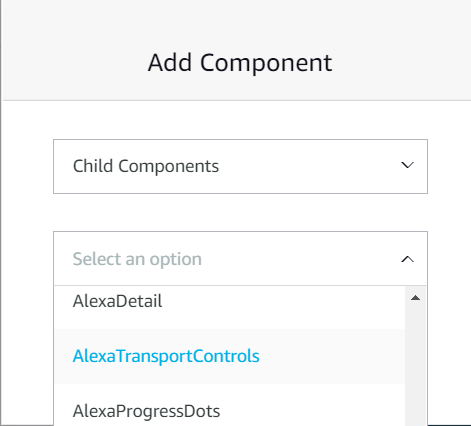 Add Component
Child Components
Select an option
AlexaDetail
AlexaTransportControls
AlexaProgressDots